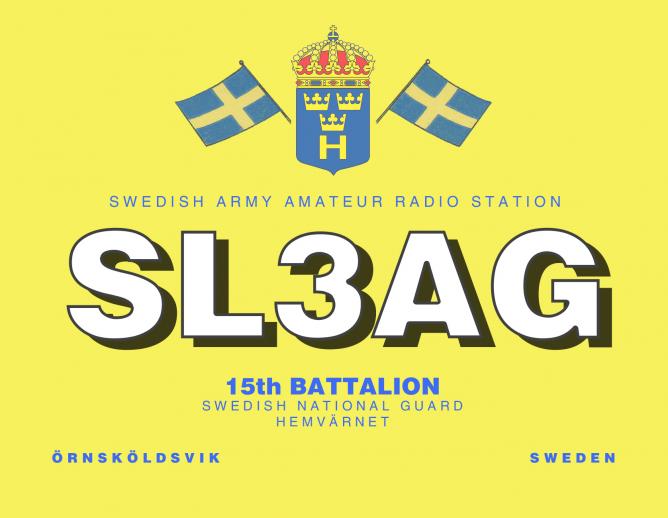 H
SWEDISH ARMY AMATEUR RADIO STATION
SL3AG
15th BATTALION
SWEDISH NATIONAL GUARD
HEMVÄRNET
ÖRNSKÖLDSVIK SWEDEN